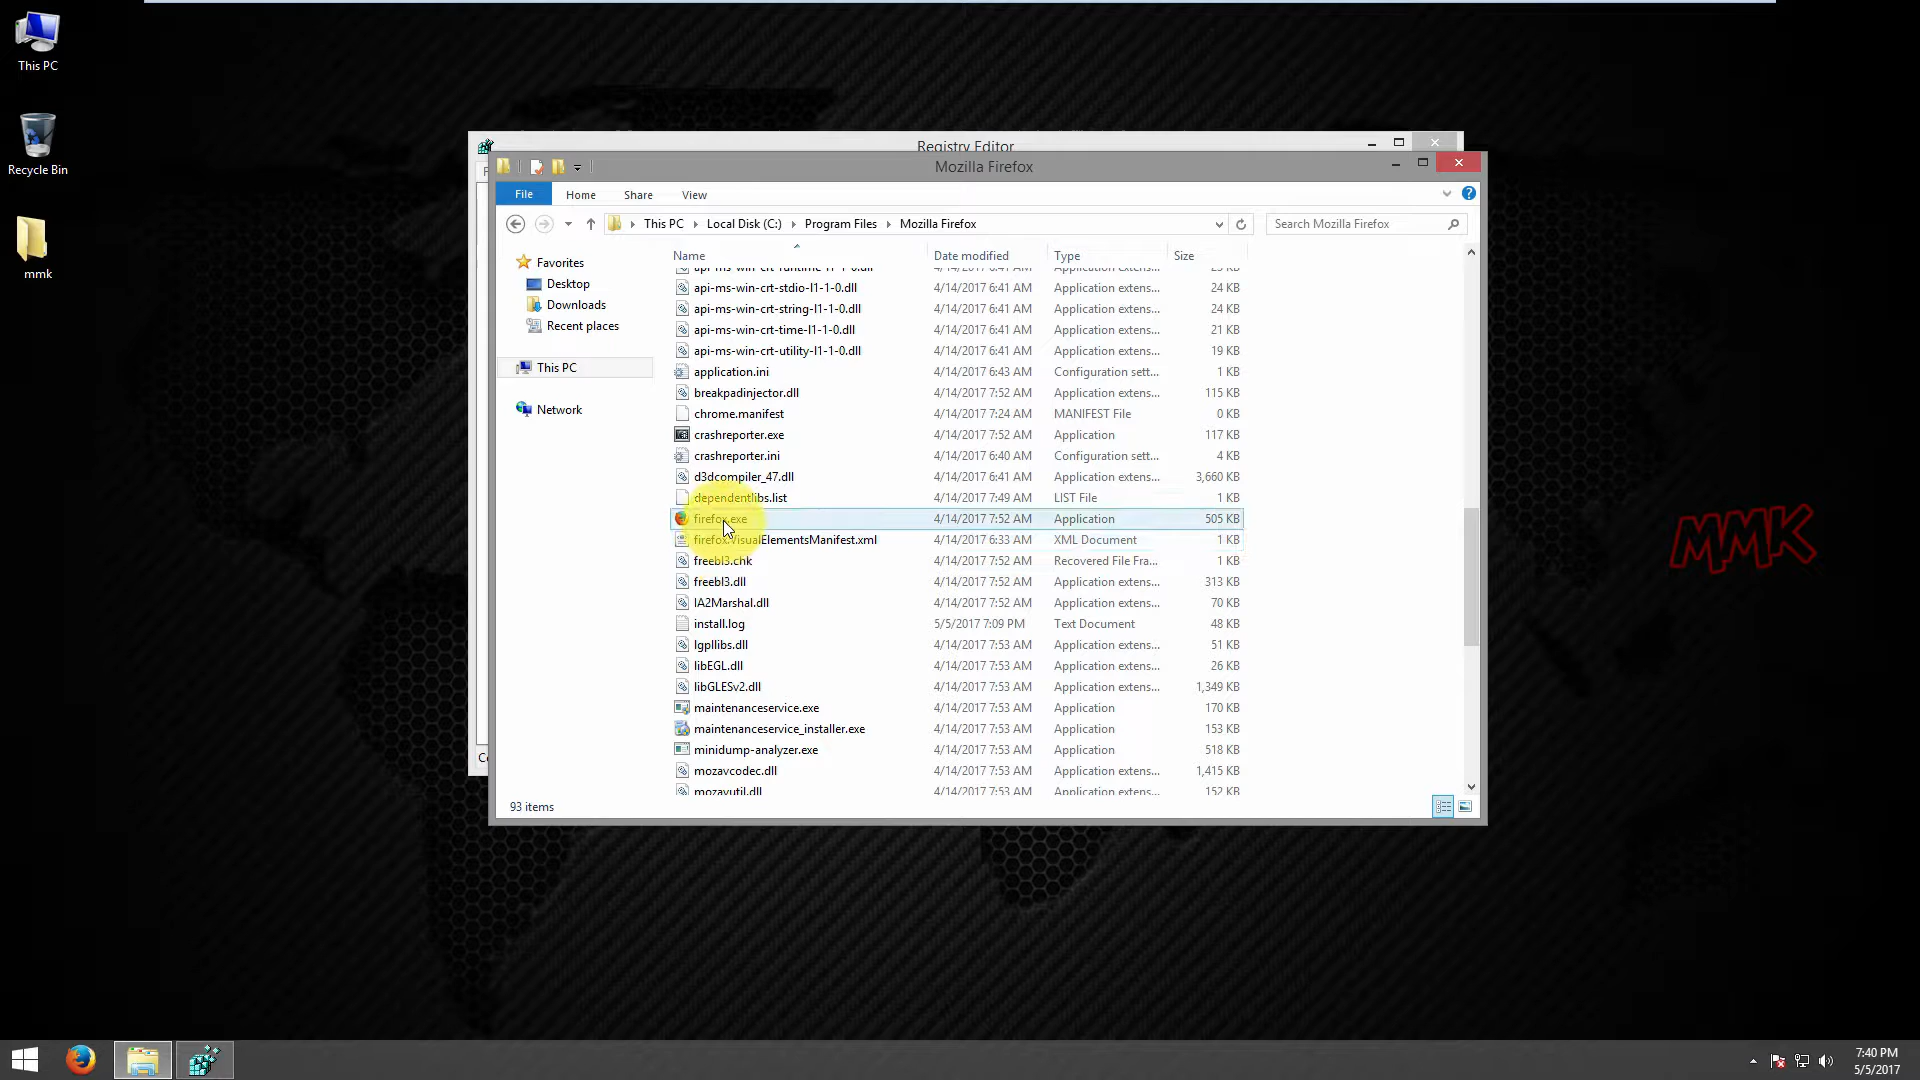 This PC
Recycle Bin
mmk
Registry Editor
Mozilla Firefox
File Home Share View
This PC Local Disk (C:) Program Files Mozilla Firefox
Search Mozilla Firefox
Favorites
Desktop
Downloads
Recent places
This PC
Network
Name Date modified Type Size
api-ms-win-crt-runtime-l1-1-0.dll 4/14/2017 6:41 AM Application extens... 23 KB
api-ms-win-crt-stdio-l1-1-0.dll 4/14/2017 6:41 AM Application extens... 24 KB
api-ms-win-crt-string-l1-1-0.dll 4/14/2017 6:41 AM Application extens... 24 KB
api-ms-win-crt-time-l1-1-0.dll 4/14/2017 6:41 AM Application extens... 21 KB
api-ms-win-crt-utility-l1-1-0.dll 4/14/2017 6:41 AM Application extens... 19 KB
application.ini 4/14/2017 6:43 AM Configuration sett... 1 KB
breakpadinjector.dll 4/14/2017 7:52 AM Application extens... 115 KB
chrome.manifest 4/14/2017 7:24 AM MANIFEST File 0 KB
crashreporter.exe 4/14/2017 7:52 AM Application 117 KB
crashreporter.ini 4/14/2017 6:40 AM Configuration sett... 4 KB
d3dcompiler_47.dll 4/14/2017 6:41 AM Application extens... 3,660 KB
dependentlibs.list 4/14/2017 7:49 AM LIST File 1 KB
firefox.exe 4/14/2017 7:52 AM Application 505 KB
firefox.VisualElementsManifest.xml 4/14/2017 6:33 AM XML Document 1 KB
freebl3.chk 4/14/2017 7:52 AM Recovered File Fra... 1 KB
freebl3.dll 4/14/2017 7:52 AM Application extens... 313 KB
IA2Marshal.dll 4/14/2017 7:52 AM Application extens... 70 KB
install.log 5/5/2017 7:09 PM Text Document 48 KB
lgpllibs.dll 4/14/2017 7:53 AM Application extens... 51 KB
libEGL.dll 4/14/2017 7:53 AM Application extens... 26 KB
libGLESv2.dll 4/14/2017 7:53 AM Application extens... 1,349 KB
maintenanceservice.exe 4/14/2017 7:53 AM Application 170 KB
maintenanceservice_installer.exe 4/14/2017 7:53 AM Application 153 KB
minidump-analyzer.exe 4/14/2017 7:53 AM Application 518 KB
mozavcodec.dll 4/14/2017 7:53 AM Application extens... 1,415 KB
mozavutil.dll 4/14/2017 7:53 AM Application extens... 152 KB
93 items
MMK
7:40 PM
5/5/2017